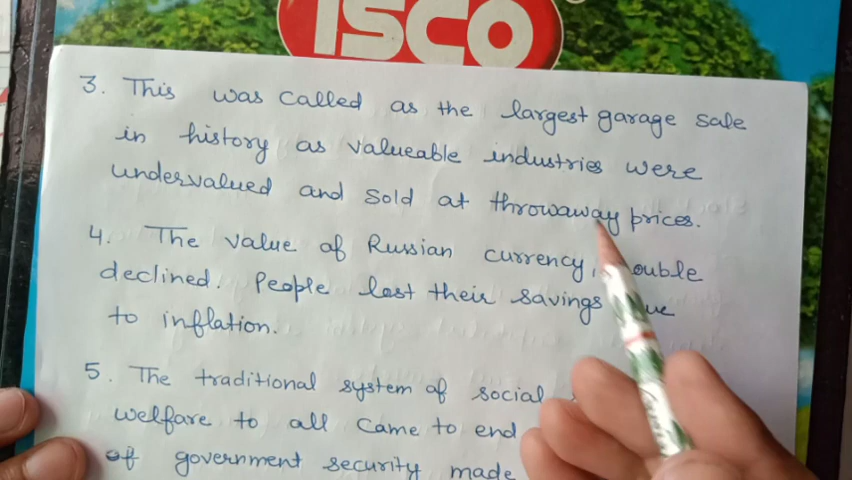 ISCO
3. This was called as the largest garage sale
in history as valueable industries were
undervalued and sold at throwaway prices.
4. The value of Russian currency, ouble
declined. People lost their savings ue
to inflation.
5. The traditional system of social
welfare to all came to end
of government security made